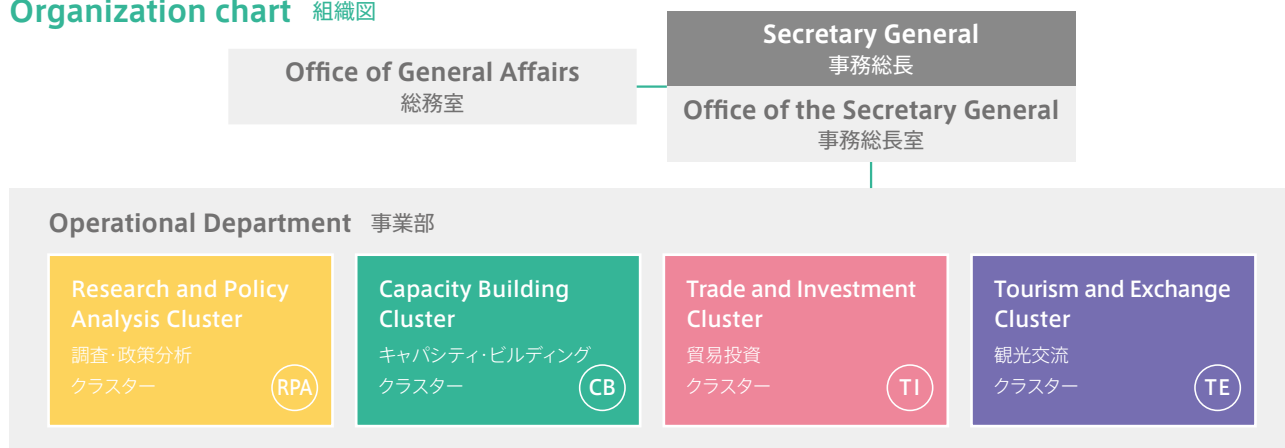 Organization chart 組織図
Secretary General
事務総長
Office of General Affairs
総務室
Office of the Secretary General
事務総長室
Operational Department 事業部
Research and Policy
Analysis Cluster
調査・政策分析
クラスター
RPA
Capacity Building
Cluster
キャパシティ・ビルディング
クラスター
CB
Trade and Investment
Cluster
貿易投資
クラスター
TI
Tourism and Exchange
Cluster
観光交流
クラスター
TE